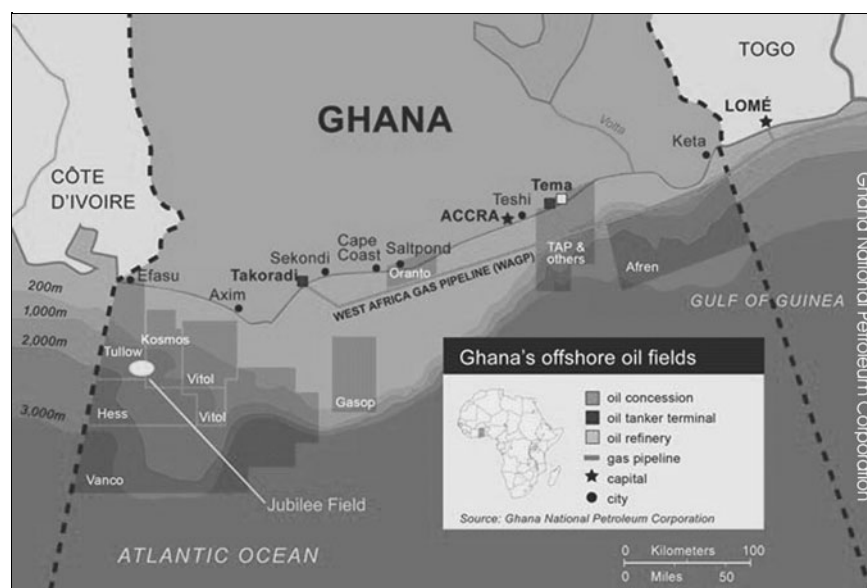 TOGO
LOMÉ
GHANA
Volta
Keta
CÔTE
D'IVOIRE
Tema
Teshi
ACCRA
Cape
Coast
Saltpond
Sekondi
Takoradi
Oranto
TAP &
others
Afren
Efasu
Axim
WEST AFRICA GAS PIPELINE (WAGP)
GULF OF GUINEA
200m
1,000m
2,000m
3,000m
Kosmos
Tullow
Vitol
Hess
Vitol
Gasop
Vanco
Jubilee Field
ATLANTIC OCEAN
Ghana's offshore oil fields
oil concession
oil tanker terminal
oil refinery
gas pipeline
capital
city
Source: Ghana National Petroleum Corporation
0 Kilometers 100
0 Miles 50
Ghana National Petroleum Corporation